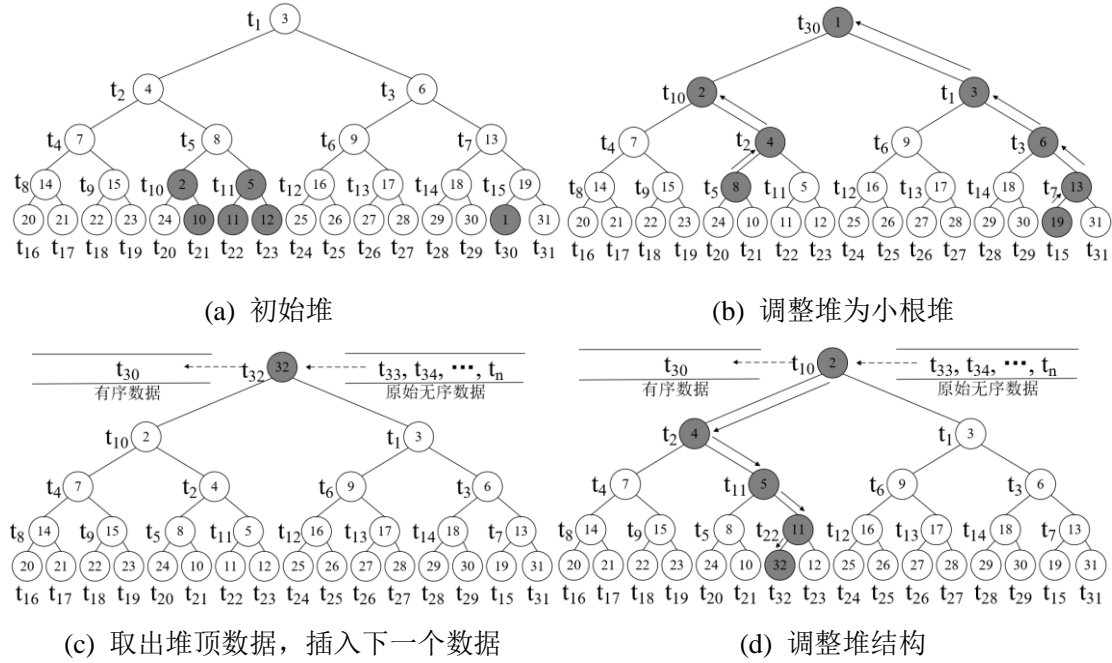 t1 3
t2 4 t3 6
t4 7 t5 8 t6 9 t7 13
t8 14 t9 15 t10 2 t11 5 t12 16 t13 17 t14 18 t15 19
20 21 22 23 24 10 11 12 25 26 27 28 29 30 1 31
t16 t17 t18 t19 t20 t21 t22 t23 t24 t25 t26 t27 t28 t29 t30 t31
(a) 初始堆
t30 1
t10 2 t1 3
t4 7 t2 4 t6 9 t3 6
t8 14 t9 15 t5 8 t11 5 t12 16 t13 17 t14 18 t7 13
20 21 22 23 24 10 11 12 25 26 27 28 29 30 19 31
t16 t17 t18 t19 t20 t21 t22 t23 t24 t25 t26 t27 t28 t29 t15 t31
(b) 调整堆为小根堆
t30 t32 32 t33, t34, ···, tn
有序数据 原始无序数据
t10 2 t1 3
t4 7 t2 4 t6 9 t3 6
t8 14 t9 15 t5 8 t11 5 t12 16 t13 17 t14 18 t7 13
20 21 22 23 24 10 11 12 25 26 27 28 29 30 19 31
t16 t17 t18 t19 t20 t21 t22 t23 t24 t25 t26 t27 t28 t29 t15 t31
(c) 取出堆顶数据，插入下一个数据
t30 t10 2 t33, t34, ···, tn
有序数据 原始无序数据
t2 4 t1 3
t4 7 t11 5 t6 9 t3 6
t8 14 t9 15 t5 8 t22 11 t12 16 t13 17 t14 18 t7 13
20 21 22 23 24 10 32 12 25 26 27 28 29 30 19 31
t16 t17 t18 t19 t20 t21 t32 t23 t24 t25 t26 t27 t28 t29 t15 t31
(d) 调整堆结构